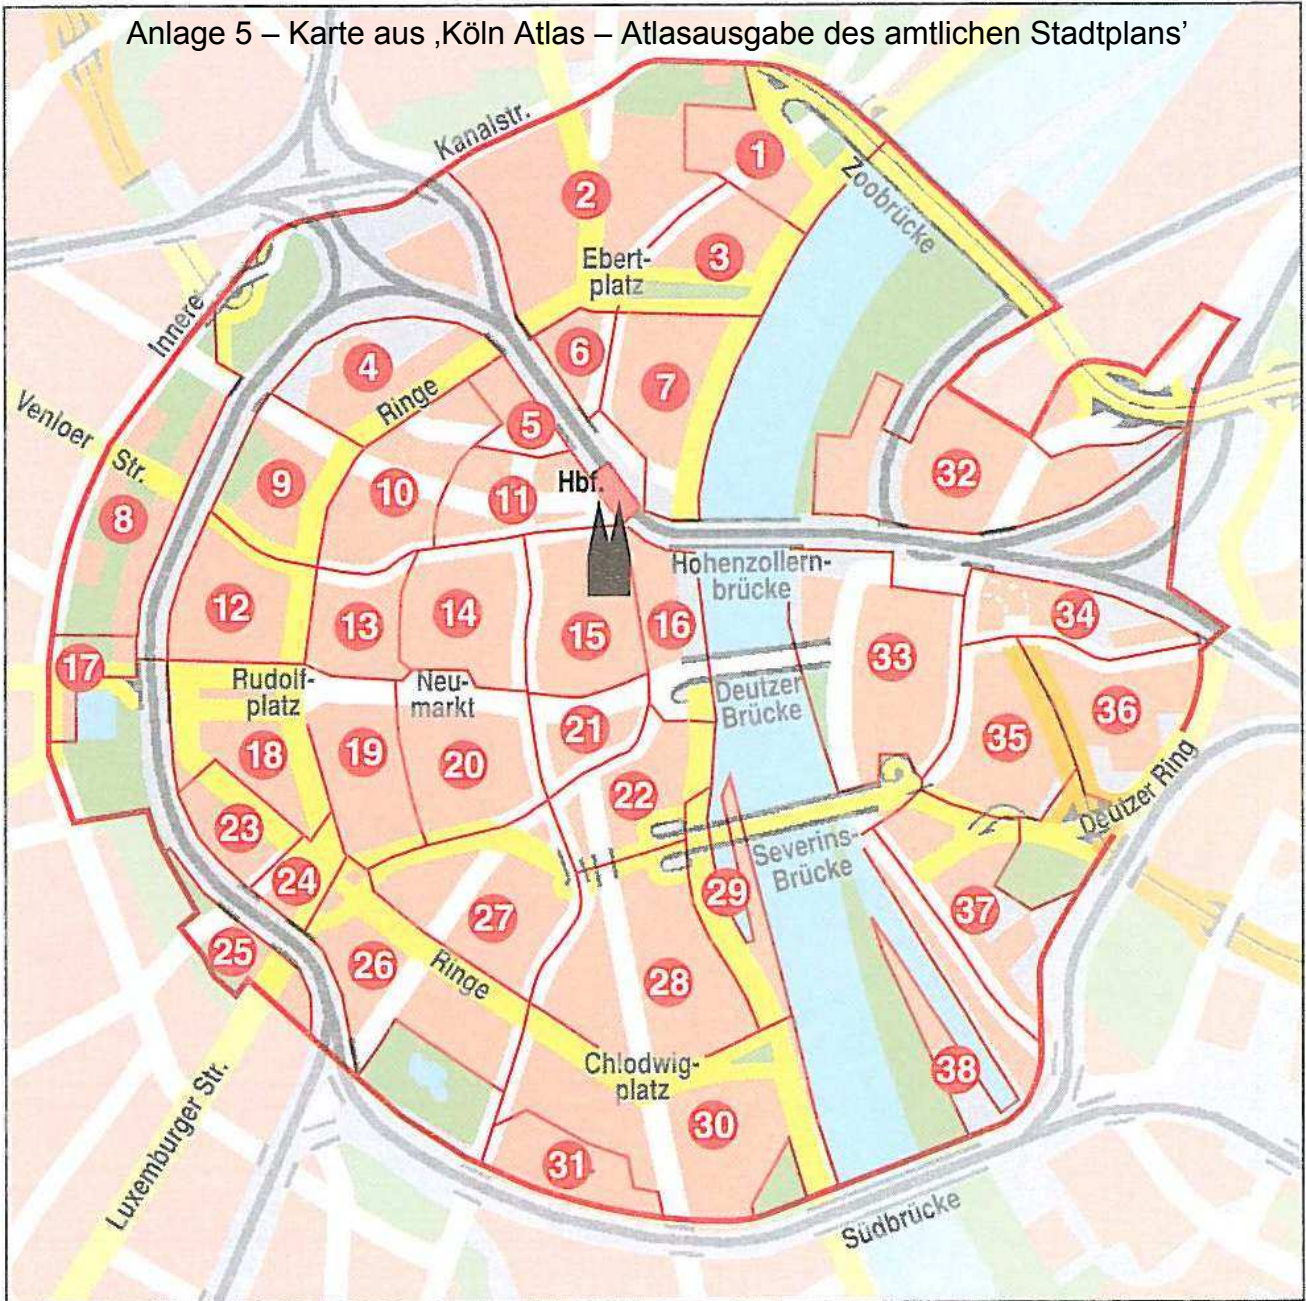 Anlage 5 – Karte aus ‚Köln Atlas – Atlasausgabe des amtlichen Stadtplans’
Kanalstr.
1
2
Zoobrücke
3
Ebert-
platz
Innere
6
4
7
Ringe
Venloer Str.
5
32
Hbf.
9
10
11
8
Hohenzollern-
brücke
12
13
14
15
16
34
33
17
Rudolf-
platz
Neu-
markt
Deutzer
Brücke
36
21
35
18
19
20
22
Deutzer Ring
23
Severins-
Brücke
24
29
27
37
25
26
Ringe
28
Chlodwig-
platz
38
Luxemburger Str.
30
31
Südbrücke